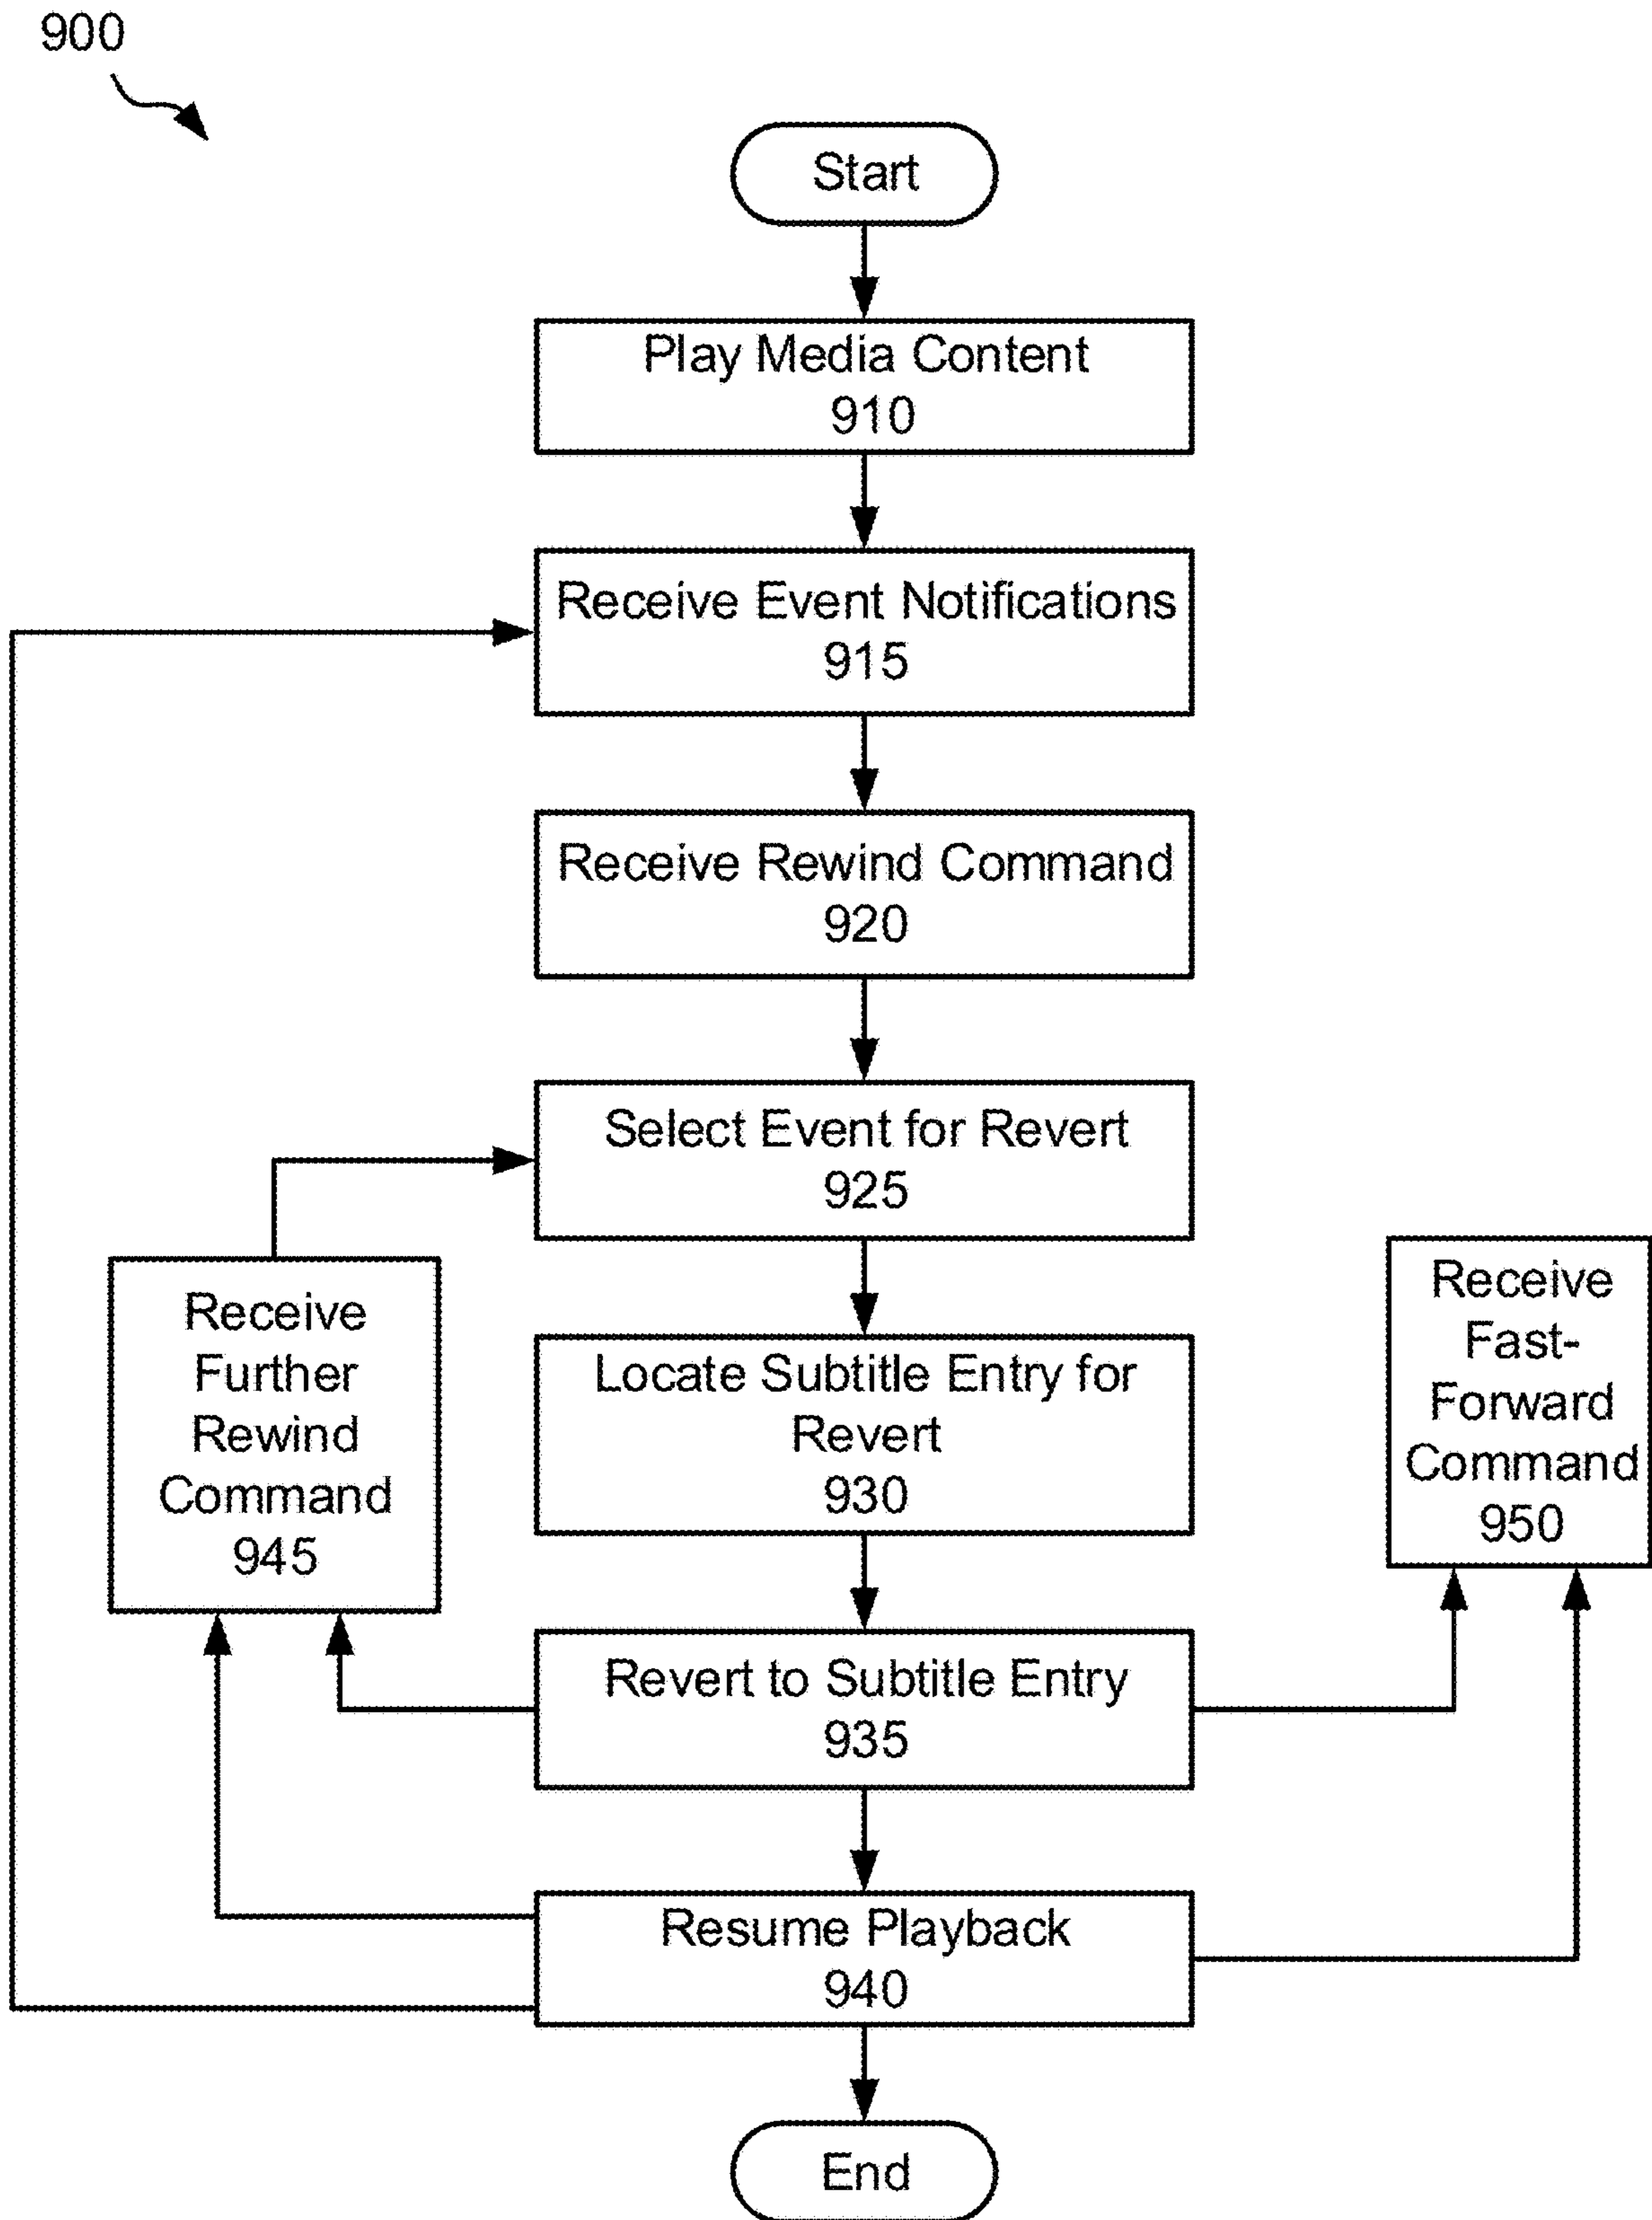 900
Start
Play Media Content
910
Receive Event Notifications
915
Receive Rewind Command
920
Select Event for Revert
925
Receive
Further
Rewind
Command
945
Locate Subtitle Entry for
Revert
930
Receive
Fast-
Forward
Command
950
Revert to Subtitle Entry
935
Resume Playback
940
End